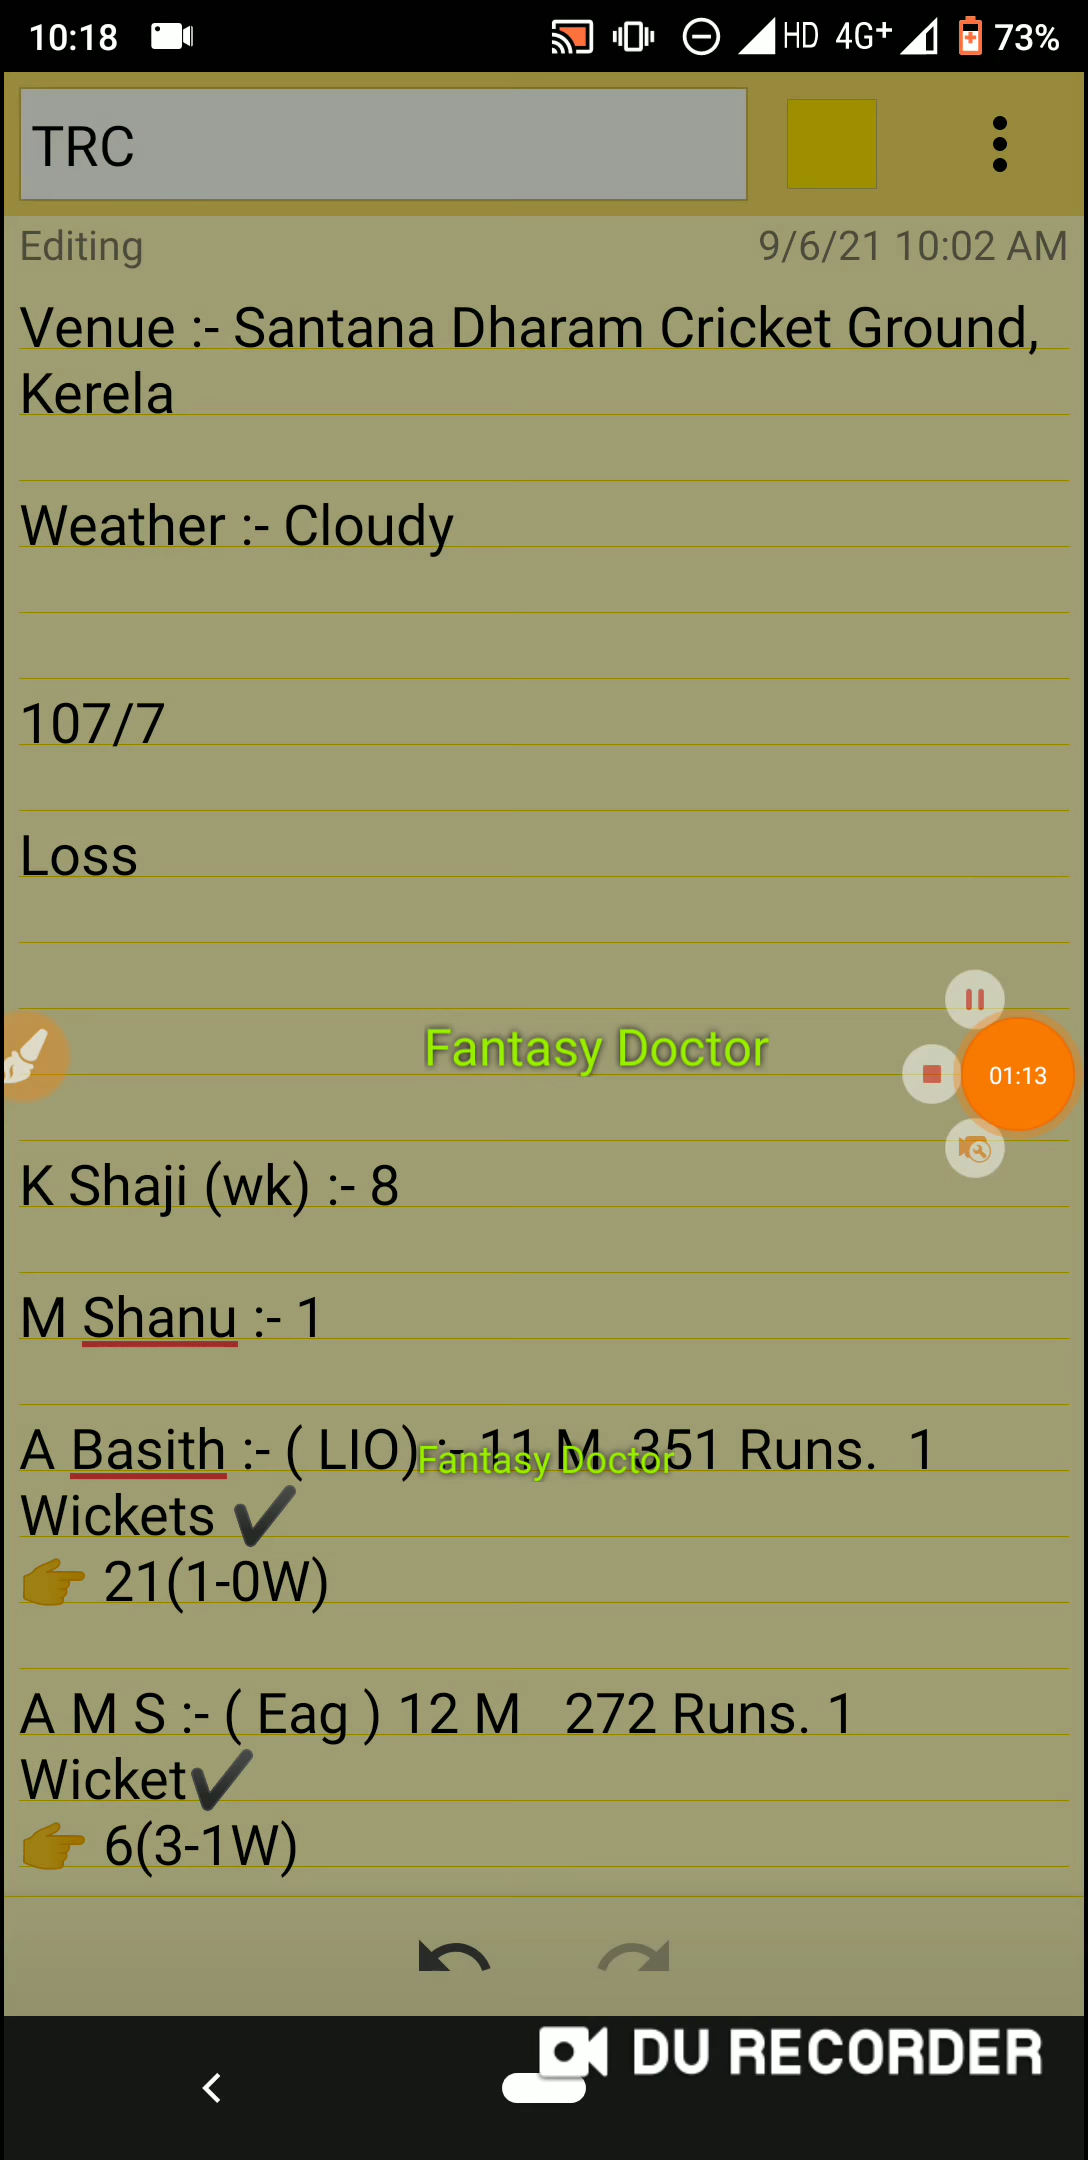 10:18 HD 4G+ 73%
TRC
Editing 9/6/21 10:02 AM
Venue :- Santana Dharam Cricket Ground,
Kerela
Weather :- Cloudy
107/7
Loss
Fantasy Doctor
01:13
K Shaji (wk) :- 8
M Shanu :- 1
A Basith :- ( LIO) :- 11 M 351 Runs. 1
Fantasy Doctor
Wickets ✔
👉 21(1-0W)
A M S :- ( Eag ) 12 M 272 Runs. 1
Wicket✔
👉 6(3-1W)
DU RECORDER